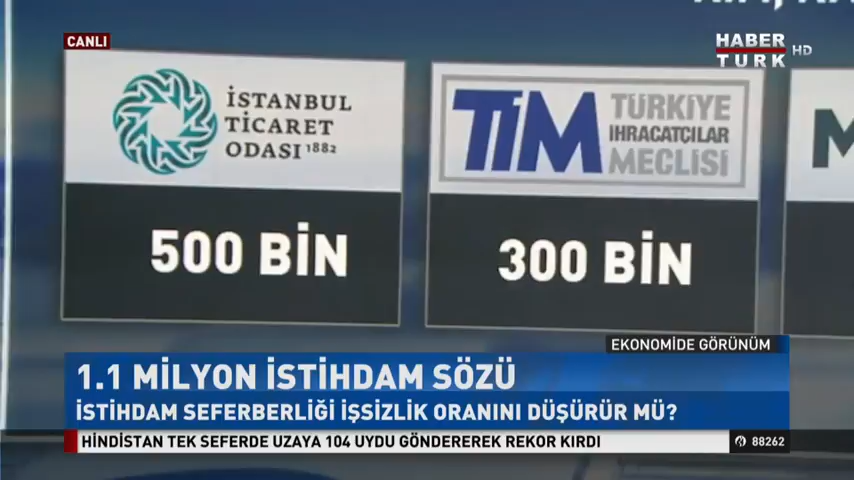 CANLI
HABER
TÜRK HD
İSTANBUL
TİCARET
ODASI 1882
TİM TÜRKİYE
İHRACATÇILAR
MECLİSİ
M
500 BİN
300 BİN
EKONOMİDE GÖRÜNÜM
1.1 MİLYON İSTİHDAM SÖZÜ
İSTİHDAM SEFERBERLİĞİ İŞSİZLİK ORANINI DÜŞÜRÜR MÜ?
HİNDİSTAN TEK SEFERDE UZAYA 104 UYDU GÖNDEREREK REKOR KIRDI
88262